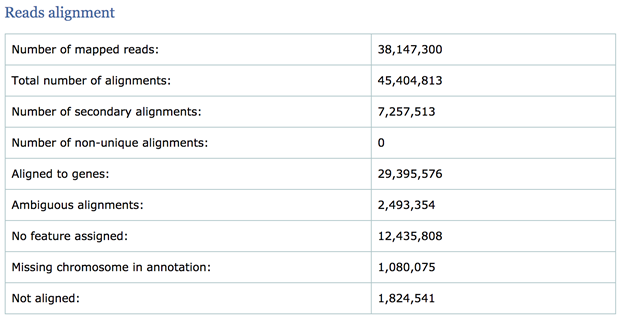 Reads alignment
Number of mapped reads: 38,147,300
Total number of alignments: 45,404,813
Number of secondary alignments: 7,257,513
Number of non-unique alignments: 0
Aligned to genes: 29,395,576
Ambiguous alignments: 2,493,354
No feature assigned: 12,435,808
Missing chromosome in annotation: 1,080,075
Not aligned: 1,824,541